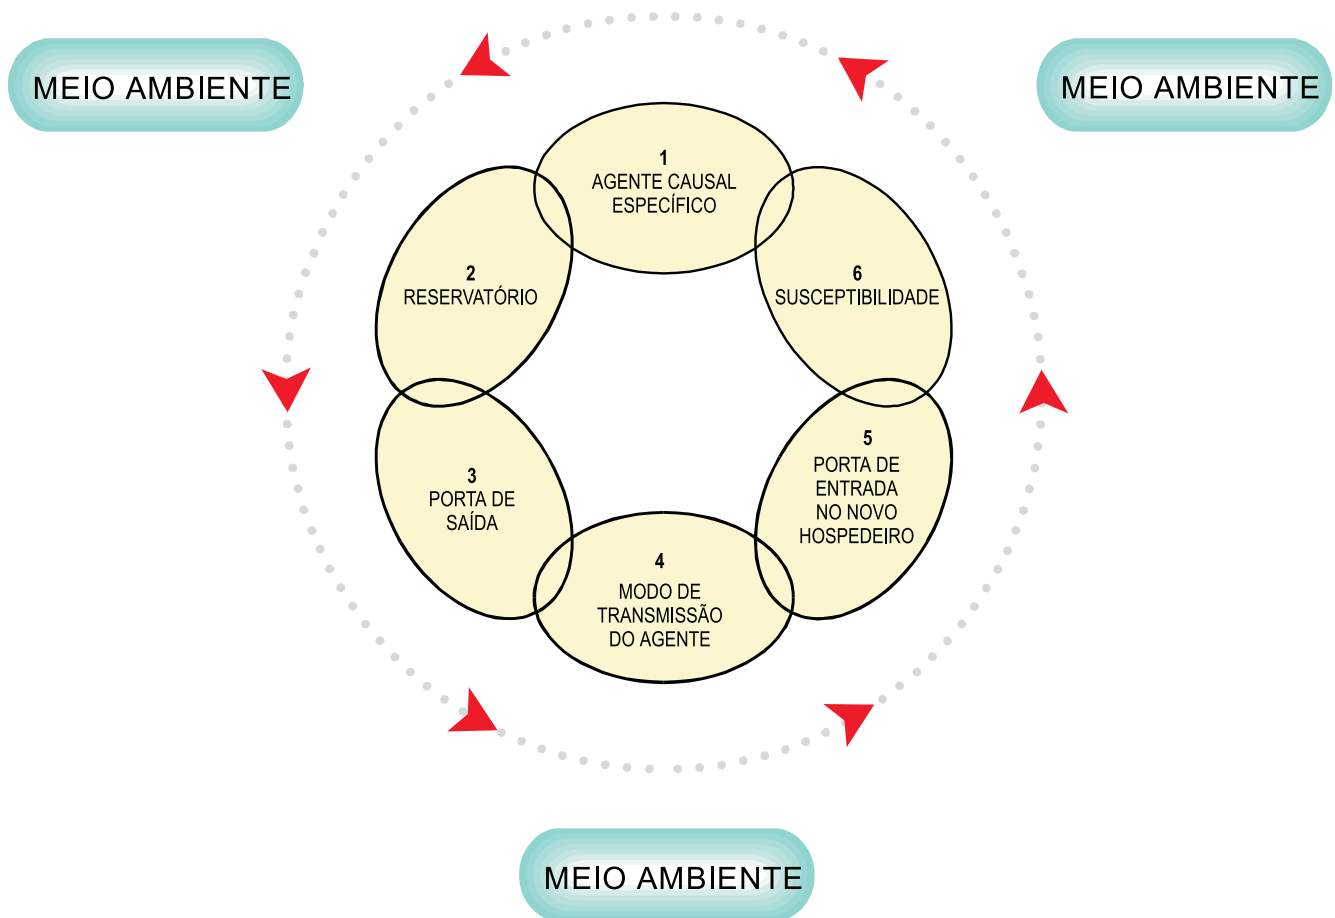 MEIO AMBIENTE
MEIO AMBIENTE
1
AGENTE CAUSAL
ESPECÍFICO
2
RESERVATÓRIO
3
PORTA DE
SAÍDA
4
MODO DE
TRANSMISSÃO
DO AGENTE
5
PORTA DE
ENTRADA
NO NOVO
HOSPEDEIRO
6
SUSCEPTIBILIDADE
MEIO AMBIENTE